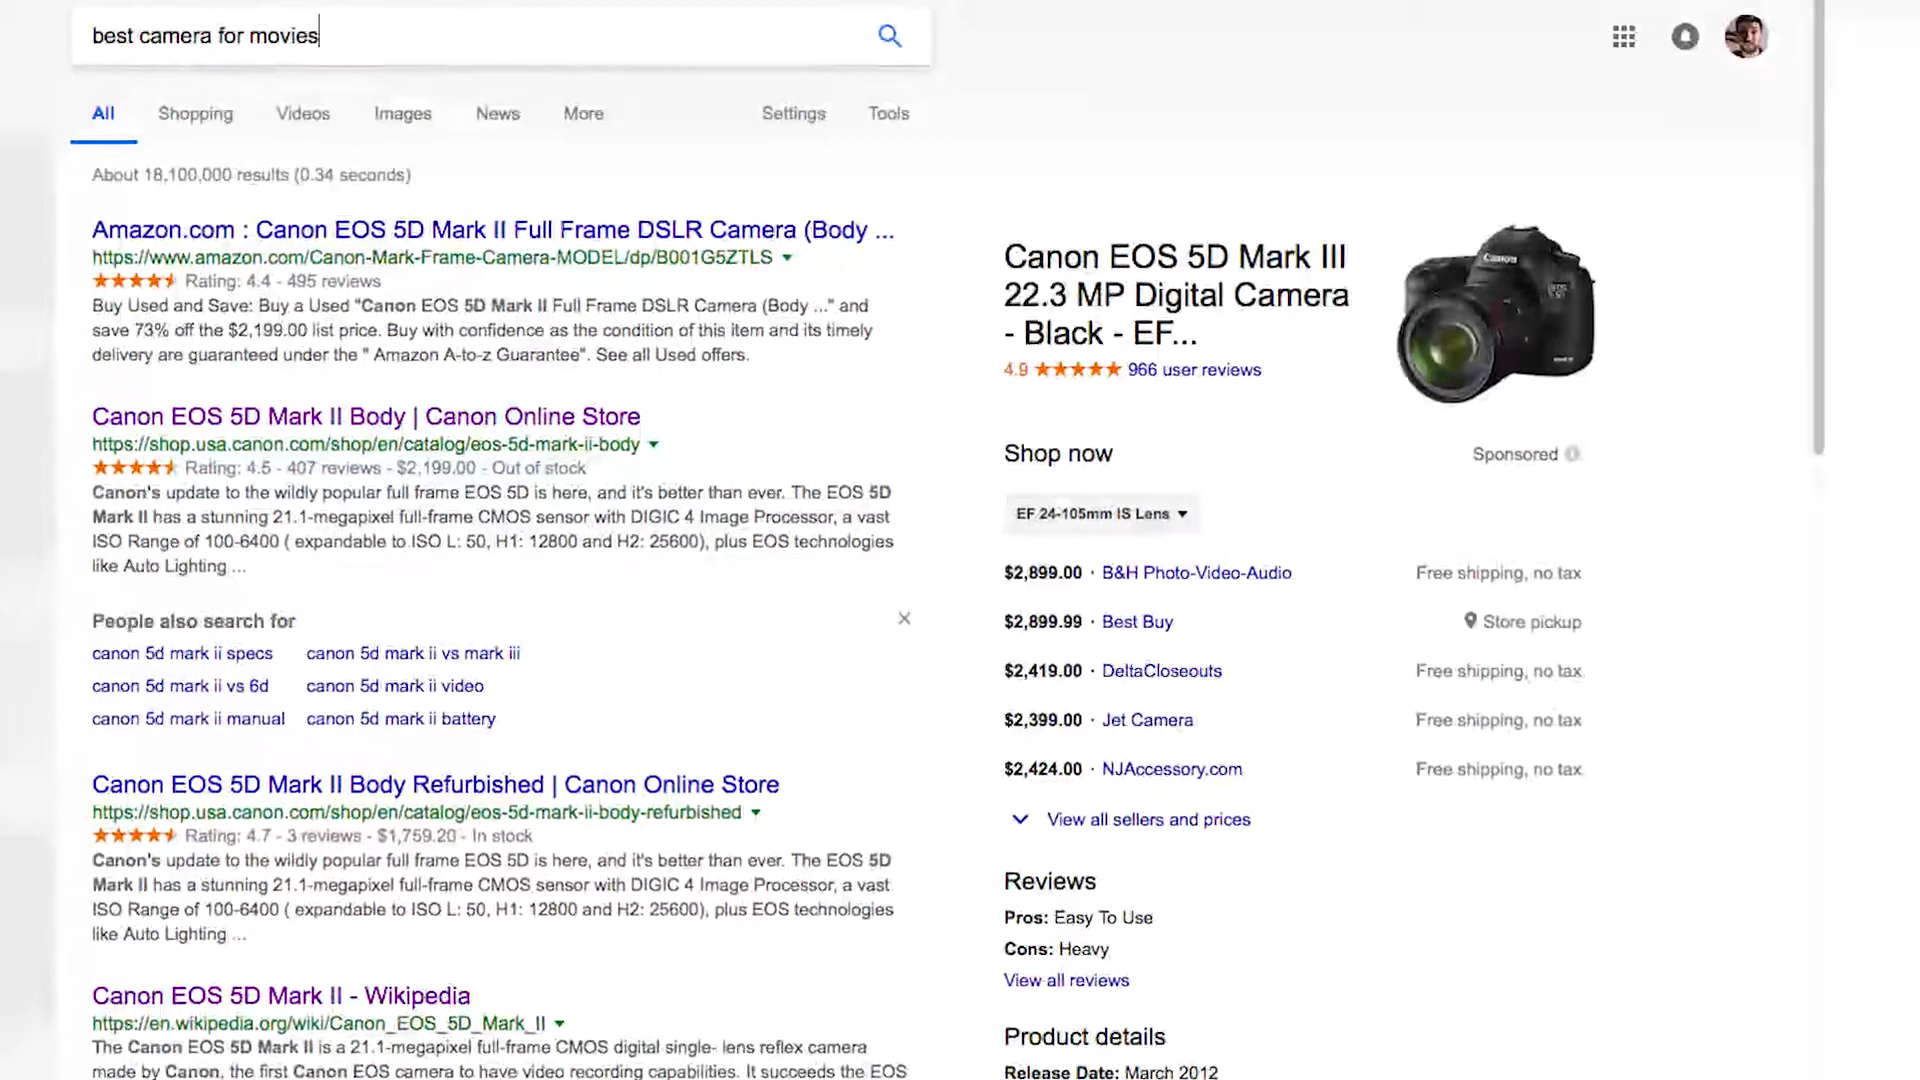 best camera for movies
All Shopping Videos Images News More Settings Tools
About 18,100,000 results (0.34 seconds)
Amazon.com : Canon EOS 5D Mark II Full Frame DSLR Camera (Body ...
https://www.amazon.com/Canon-Mark-Frame-Camera-MODEL/dp/B001G5ZTLS
Rating: 4.4 - 495 reviews
Buy Used and Save: Buy a Used "Canon EOS 5D Mark II Full Frame DSLR Camera (Body ..." and
save 73% off the $2,199.00 list price. Buy with confidence as the condition of this item and its timely
delivery are guaranteed under the " Amazon A-to-z Guarantee". See all Used offers.
Canon EOS 5D Mark II Body | Canon Online Store
https://shop.usa.canon.com/shop/en/catalog/eos-5d-mark-ii-body
Rating: 4.5 - 407 reviews - $2,199.00 - Out of stock
Canon's update to the wildly popular full frame EOS 5D is here, and it's better than ever. The EOS 5D
Mark II has a stunning 21.1-megapixel full-frame CMOS sensor with DIGIC 4 Image Processor, a vast
ISO Range of 100-6400 ( expandable to ISO L: 50, H1: 12800 and H2: 25600), plus EOS technologies
like Auto Lighting ...
People also search for
canon 5d mark ii specs canon 5d mark ii vs mark iii
canon 5d mark ii vs 6d canon 5d mark ii video
canon 5d mark ii manual canon 5d mark ii battery
Canon EOS 5D Mark II Body Refurbished | Canon Online Store
https://shop.usa.canon.com/shop/en/catalog/eos-5d-mark-ii-body-refurbished
Rating: 4.7 - 3 reviews - $1,759.20 - In stock
Canon's update to the wildly popular full frame EOS 5D is here, and it's better than ever. The EOS 5D
Mark II has a stunning 21.1-megapixel full-frame CMOS sensor with DIGIC 4 Image Processor, a vast
ISO Range of 100-6400 ( expandable to ISO L: 50, H1: 12800 and H2: 25600), plus EOS technologies
like Auto Lighting ...
Canon EOS 5D Mark II - Wikipedia
https://en.wikipedia.org/wiki/Canon_EOS_5D_Mark_II
The Canon EOS 5D Mark II is a 21.1-megapixel full-frame CMOS digital single- lens reflex camera
made by Canon, the first Canon EOS camera to have video recording capabilities. It succeeds the EOS
Canon EOS 5D Mark III
22.3 MP Digital Camera
- Black - EF...
4.9 966 user reviews
Canon
Shop now Sponsored
EF 24-105mm IS Lens
$2,899.00 · B&H Photo-Video-Audio Free shipping, no tax
$2,899.99 · Best Buy Store pickup
$2,419.00 · DeltaCloseouts Free shipping, no tax
$2,399.00 · Jet Camera Free shipping, no tax
$2,424.00 · NJAccessory.com Free shipping, no tax
View all sellers and prices
Reviews
Pros: Easy To Use
Cons: Heavy
View all reviews
Product details
Release Date: March 2012